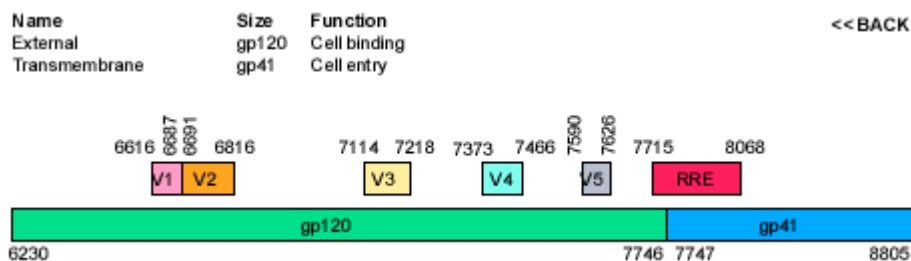 Name Size Function <<BACK
External gp120 Cell binding
Transmembrane gp41 Cell entry
6616 6687 6691 6816 7114 7218 7373 7466 7590 7626 7715 8068
V1 V2 V3 V4 V5 RRE
gp120 gp41
6230 7746 7747 8805